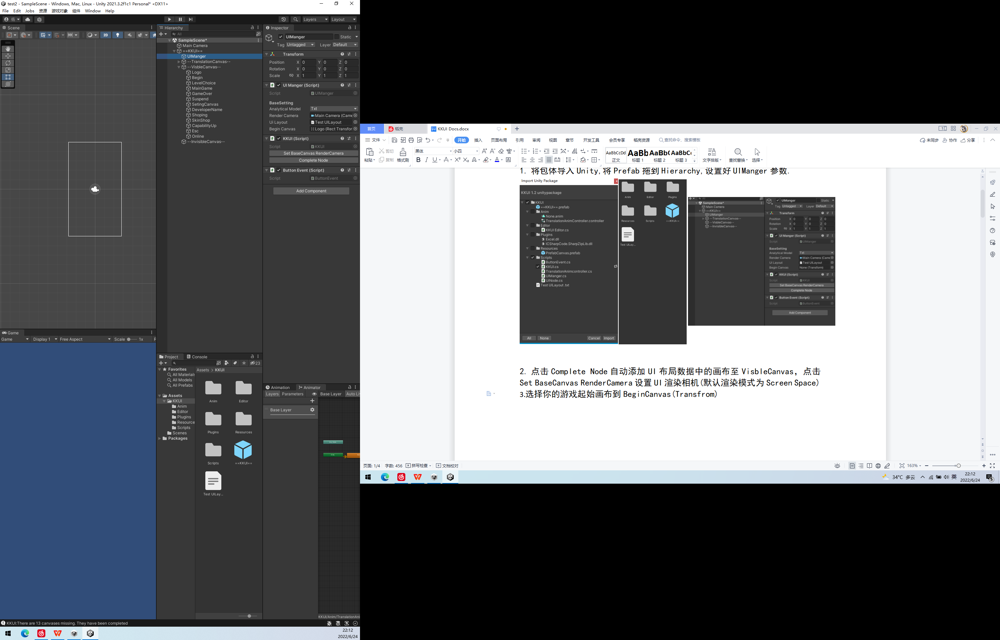 test2 - SampleScene - Windows, Mac, Linux - Unity 2021.3.2f1c1 Personal* <DX11>
File Edit Jobs 资源 游戏对象 组件 Window Help
Layers Layout
Scene
2D
Hierarchy
All
SampleScene*
Main Camera
==KKUI==
UIManger
--TranslationCanvas--
--VisbleCanvas--
Logo
Begin
LevelChoice
MainGame
GameOver
Suspend
SetingCanvas
DeveloperName
Shoping
SkinShop
CapabilityUp
Esc
Online
--InvisibleCanvas--
Inspector
UIManger Static
Tag Untagged Layer Default
Transform
Position X 0 Y 0 Z 0
Rotation X 0 Y 0 Z 0
Scale X 1 Y 1 Z 1
UI Manger (Script)
Script UIManger
BaseSetting
Analytical Model Txt
Render Camera Main Camera (Came
Ui Layout Test UILayout
Begin Canvas Logo (Rect Transfor
KKUI (Script)
Script KKUI
Set BaseCanvas RenderCamera
Complete Node
Button Event (Script)
Script ButtonEvent
Add Component
Game
Game Display 1 Free Aspect Scale 1x P
Project Console
23
Favorites
All Materials
All Models
All Prefabs
Assets
KKUI
Anim
Editor
Plugins
Resource
Scripts
Scenes
Packages
Assets > KKUI
Anim Editor
Plugins Resources
Scripts ==KKUI==
Test UILay...
Animation Animator
Layers Parameters Base Layer Auto Li
Base Layer
KKUI/Anim/TranslationAni
KKUI:There are 13 canvases missing. They have been completed
22:12
2022/6/24
首页 稻壳 KKUI Docs.docx
文件 开始 插入 页面布局 引用 审阅 视图 章节 开发工具 会员专享 稻壳资源 查找命令、搜索模板 未同步 协作 分享
粘贴 剪切 复制 格式刷 黑体 小四
AaBbCcDd 正文 AaBb 标题 1 AaBb( 标题 2 AaBbC( 标题 3 文字排版 查找替换 选择
1. 将包体导入 Unity,将 Prefab 拖到 Hierarchy,设置好 UIManger 参数.
Import Unity Package
KKUI 1.2 unitypackage
KKUI
==KKUI==.prefab
Anim
None.anim
TranslationAnimController.controller
Editor
KKUI Editor.cs
Plugins
Excel.dll
ICSharpCode.SharpZipLib.dll
Resources
PrefabCanvas.prefab
Scripts
ButtonEvent.cs
KKUI.cs
TranslationAnimcontroller.cs
UIManger.cs
UiNode.cs
Test UILayout .txt
All None Cancel Import
Anim Editor Plugins
Resources Scripts ==KKUI==
Test UILay...
All
SampleScene*
Main Camera
==KKUI==
UIManger
--TranslationCanvas--
--VisbleCanvas--
--InvisibleCanvas--
UIManger Static
Tag Untagged Layer Default
Transform
Position X 0 Y 0 Z 0
Rotation X 0 Y 0 Z 0
Scale X 1 Y 1 Z 1
UI Manger (Script)
Script UIManger
BaseSetting
Analytical Model Txt
Render Camera Main Camera (Came
Ui Layout Test UILayout
Begin Canvas None (Transform)
KKUI (Script)
Script KKUI
Set BaseCanvas RenderCamera
Complete Node
Button Event (Script)
Script ButtonEvent
Add Component
2. 点击 Complete Node 自动添加 UI 布局数据中的画布至 VisbleCanvas, 点击
Set BaseCanvas RenderCamera 设置 UI 渲染相机(默认渲染模式为 Screen Space)
3.选择你的游戏起始画布到 BeginCanvas(Transfrom)
页面: 1/4 字数: 456 拼写检查 文档校对 163%
34°C 多云 英 22:12
2022/6/24 5